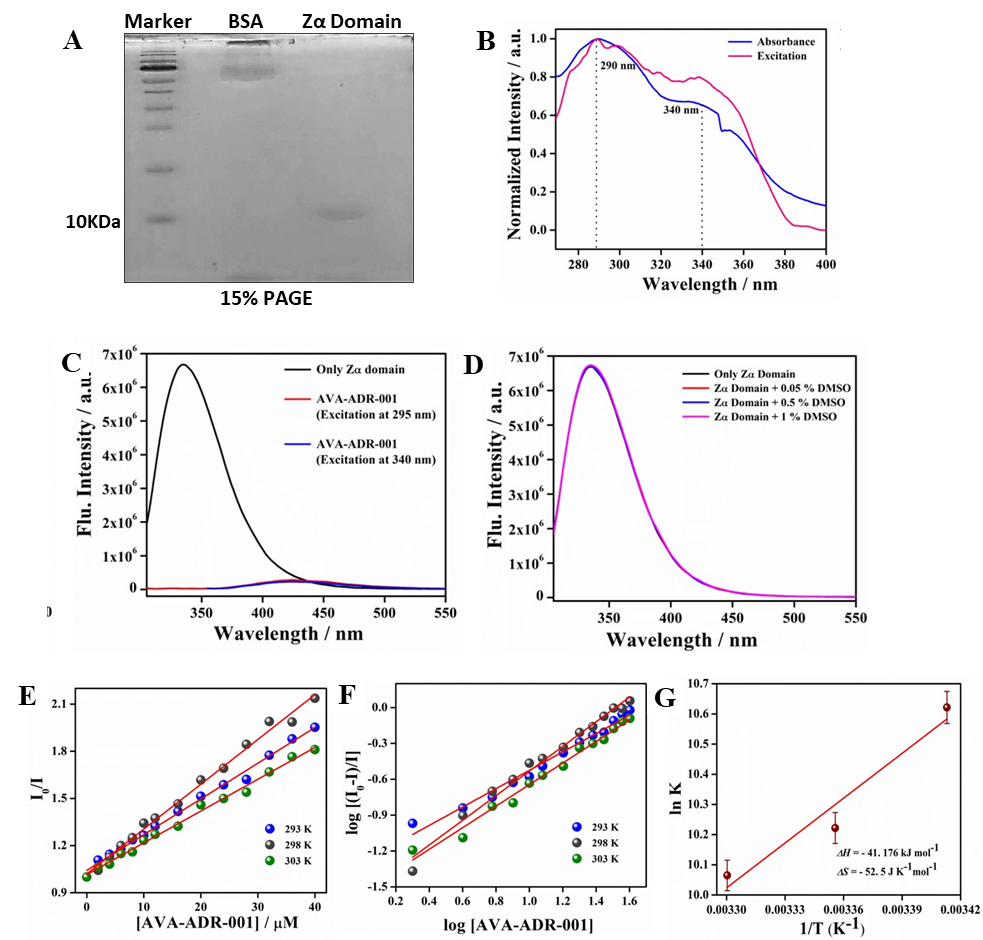 A
Marker BSA Zα Domain
10KDa
15% PAGE
B
Absorbance
Excitation
290 nm
340 nm
Normalized Intensity / a.u.
1.0
0.8
0.6
0.4
0.2
0.0
280 300 320 340 360 380 400
Wavelength / nm
C
Only Zα domain
AVA-ADR-001
(Excitation at 295 nm)
AVA-ADR-001
(Excitation at 340 nm)
Flu. Intensity / a.u.
7x10⁶
6x10⁶
5x10⁶
4x10⁶
3x10⁶
2x10⁶
1x10⁶
0
350 400 450 500 550
Wavelength / nm
D
Only Zα Domain
Zα Domain + 0.05 % DMSO
Zα Domain + 0.5 % DMSO
Zα Domain + 1 % DMSO
Flu. Intensity / a.u.
7x10⁶
6x10⁶
5x10⁶
4x10⁶
3x10⁶
2x10⁶
1x10⁶
0
350 400 450 500 550
Wavelength / nm
E
I₀/I
2.1
1.8
1.5
1.2
0.9
293 K
298 K
303 K
0 10 20 30 40
[AVA-ADR-001] / μM
F
log [(I₀-I)/I]
0.0
-0.3
-0.6
-0.9
-1.2
-1.5
293 K
298 K
303 K
0.2 0.4 0.6 0.8 1.0 1.2 1.4 1.6
log [AVA-ADR-001]
G
ln K
10.7
10.6
10.5
10.4
10.3
10.2
10.1
10.0
ΔH = - 41. 176 kJ mol⁻¹
ΔS = - 52. 5 J K⁻¹mol⁻¹
0.00330 0.00333 0.00336 0.00339 0.00342
1/T (K⁻¹)